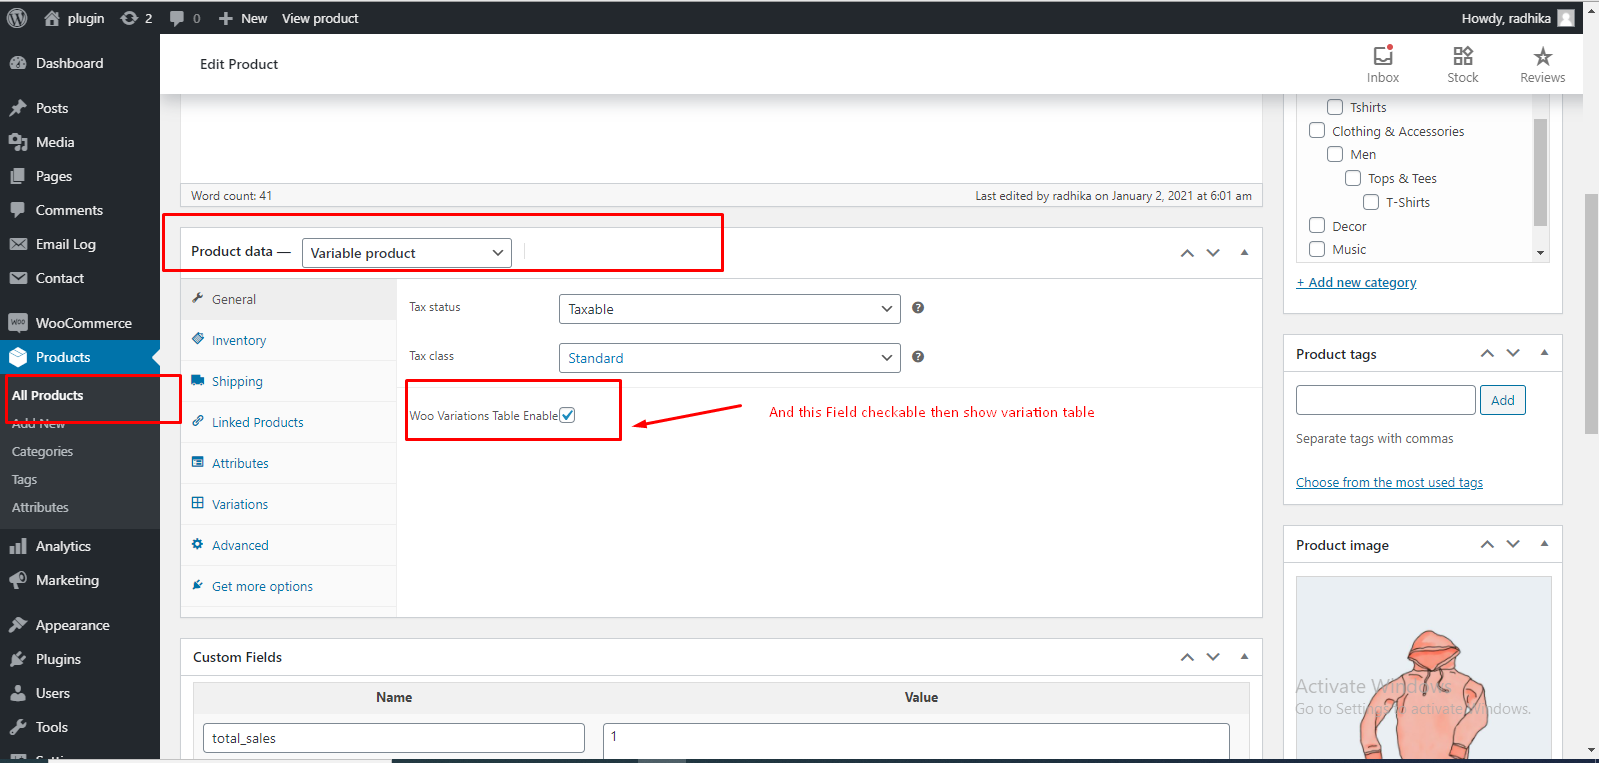 plugin 2 0 New View product Howdy, radhika
Dashboard
Posts
Media
Pages
Comments
Email Log
Contact
WooCommerce
Products
All Products
Add New
Categories
Tags
Attributes
Analytics
Marketing
Appearance
Plugins
Users
Tools
Edit Product
Inbox Stock Reviews
Word count: 41 Last edited by radhika on January 2, 2021 at 6:01 am
Product data — Variable product
General
Inventory
Shipping
Linked Products
Attributes
Variations
Advanced
Get more options
Tax status Taxable
Tax class Standard
Woo Variations Table Enable
And this Field checkable then show variation table
Custom Fields
Name Value
total_sales 1
Tshirts
Clothing & Accessories
Men
Tops & Tees
T-Shirts
Decor
Music
+ Add new category
Product tags
Add
Separate tags with commas
Choose from the most used tags
Product image
Activate Windows
Go to Settings to activate Windows.